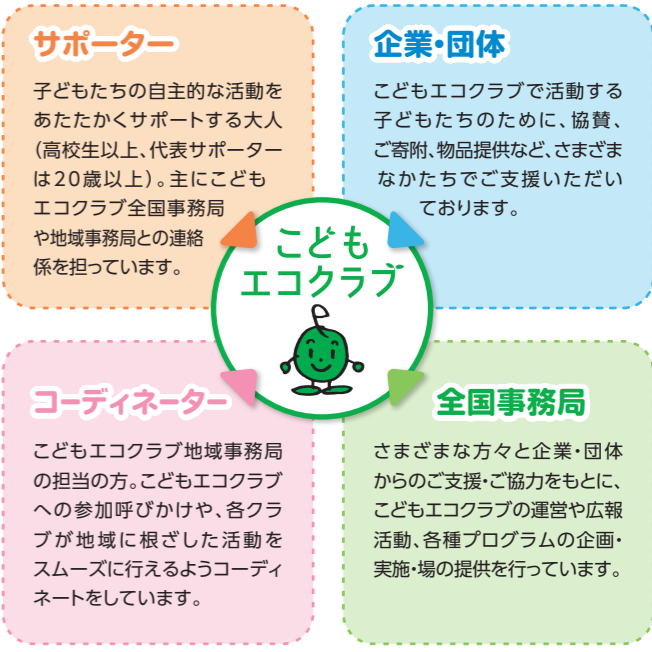 サポーター
子どもたちの自主的な活動を
あたたかくサポートする大人
(高校生以上、代表サポーター
は20歳以上)。主にこども
エコクラブ全国事務局
や地域事務局との連絡
係を担っています。
企業・団体
こどもエコクラブで活動する
子どもたちのために、協賛、
ご寄附、物品提供など、さまざま
なかたちでご支援いただい
ております。
こども
エコクラブ
コーディネーター
こどもエコクラブ地域事務局
の担当の方。こどもエコクラブ
への参加呼びかけや、各クラ
ブが地域に根ざした活動を
スムーズに行えるようコーディ
ネートをしています。
全国事務局
さまざまな方々と企業・団体
からのご支援・ご協力をもとに、
こどもエコクラブの運営や広報
活動、各種プログラムの企画・
実施・場の提供を行っています。